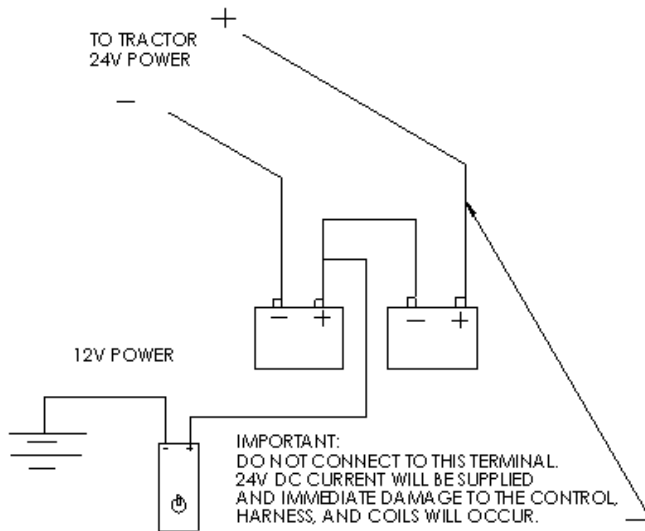 +
TO TRACTOR
24V POWER
−
− +
− +
12V POWER
- +
IMPORTANT:
DO NOT CONNECT TO THIS TERMINAL.
24V DC CURRENT WILL BE SUPPLIED
AND IMMEDIATE DAMAGE TO THE CONTROL,
HARNESS, AND COILS WILL OCCUR.